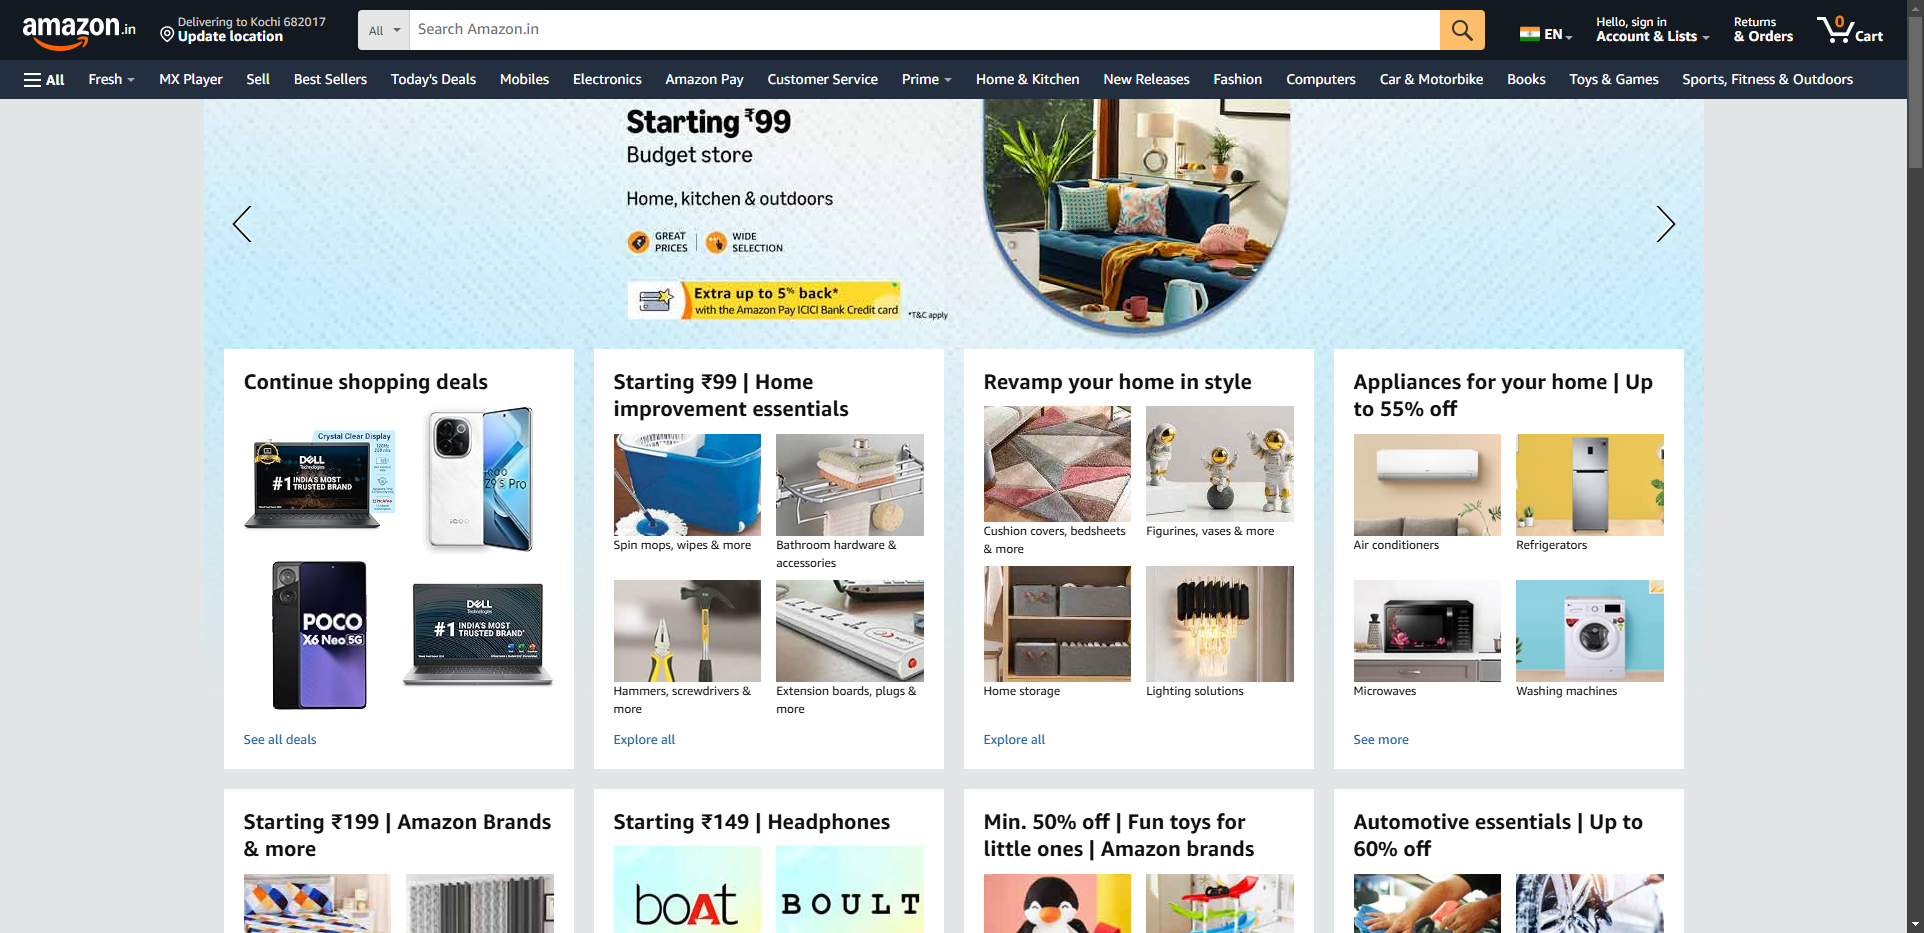 amazon.in
Delivering to Kochi 682017
Update location
All
Search Amazon.in
EN
Hello, sign in
Account & Lists
Returns
& Orders
0
Cart
All
Fresh
MX Player
Sell
Best Sellers
Today's Deals
Mobiles
Electronics
Amazon Pay
Customer Service
Prime
Home & Kitchen
New Releases
Fashion
Computers
Car & Motorbike
Books
Toys & Games
Sports, Fitness & Outdoors
Starting ₹99
Budget store
Home, kitchen & outdoors
GREAT
PRICES
WIDE
SELECTION
Extra up to 5% back*
with the Amazon Pay ICICI Bank Credit card
*T&C apply
Continue shopping deals
Crystal Clear Display
DELL
Technologies
#1 INDIA'S MOST
TRUSTED BRAND
iQOO
Z9s Pro
iQOO
POCO
X6 Neo 5G
DELL
Technologies
#1 INDIA'S MOST
TRUSTED BRAND*
See all deals
Starting ₹99 | Home
improvement essentials
Spin mops, wipes & more
Bathroom hardware &
accessories
Hammers, screwdrivers &
more
Extension boards, plugs &
more
Explore all
Revamp your home in style
Cushion covers, bedsheets
& more
Figurines, vases & more
Home storage
Lighting solutions
Explore all
Appliances for your home | Up
to 55% off
Air conditioners
Refrigerators
Microwaves
Washing machines
See more
Starting ₹199 | Amazon Brands
& more
Starting ₹149 | Headphones
boAt
BOULT
Min. 50% off | Fun toys for
little ones | Amazon brands
Automotive essentials | Up to
60% off